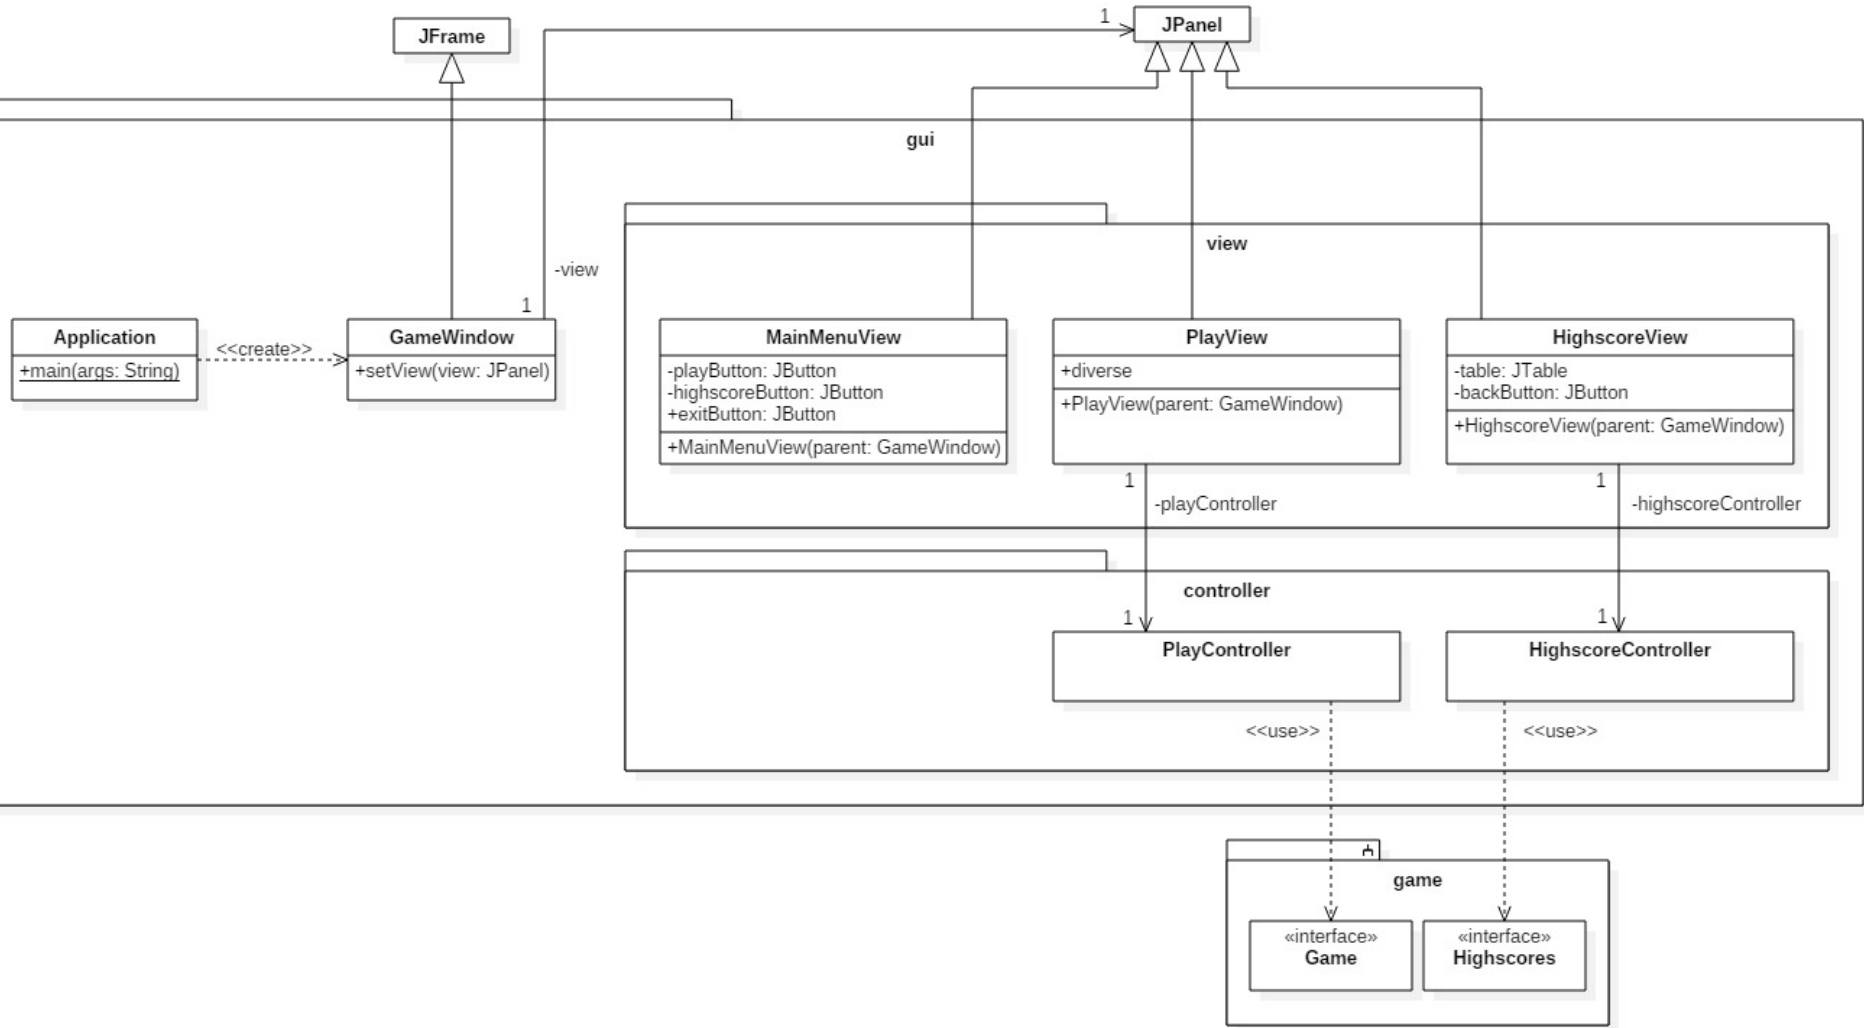 JFrame
1
JPanel
gui
view
-view
1
Application
+main(args: String)
<<create>>
GameWindow
+setView(view: JPanel)
MainMenuView
-playButton: JButton
-highscoreButton: JButton
+exitButton: JButton
+MainMenuView(parent: GameWindow)
PlayView
+diverse
+PlayView(parent: GameWindow)
HighscoreView
-table: JTable
-backButton: JButton
+HighscoreView(parent: GameWindow)
1
-playController
1
-highscoreController
controller
1
1
PlayController
HighscoreController
<<use>>
<<use>>
game
«interface»
Game
«interface»
Highscores